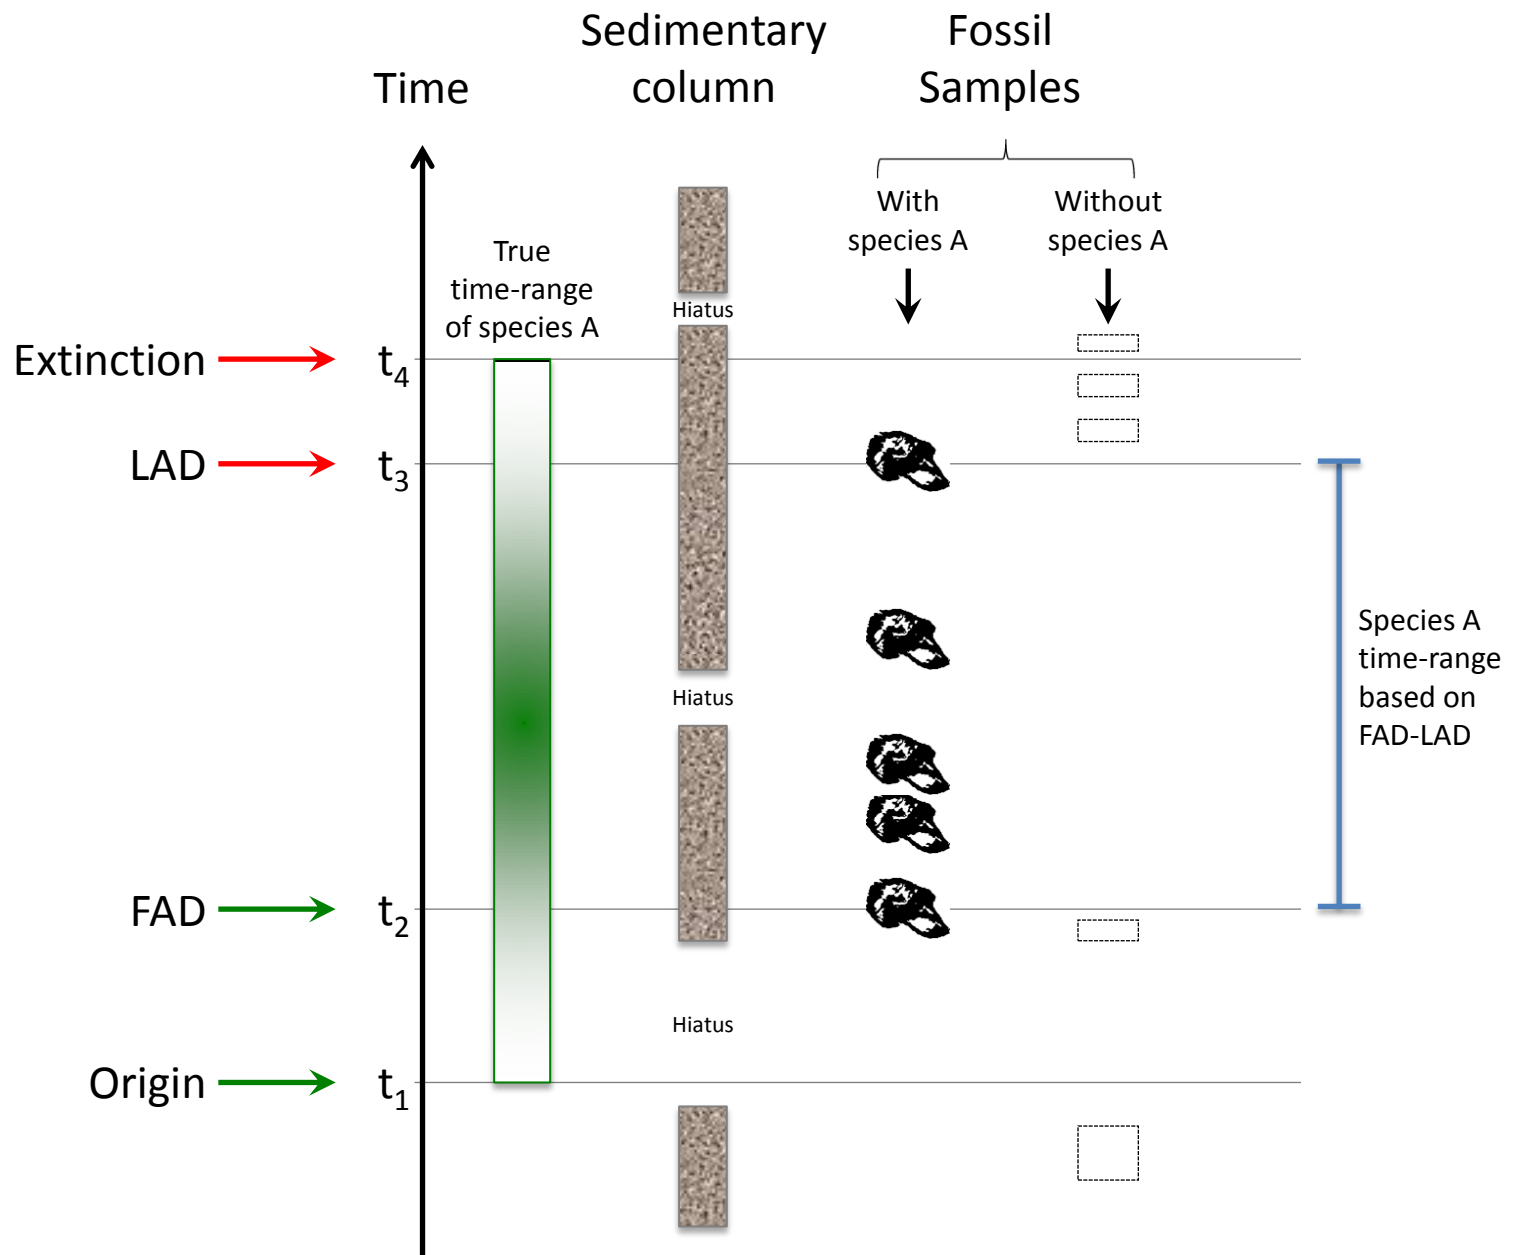 Sedimentary
column
Fossil
Samples
Time
With
species A
Without
species A
True
time-range
of species A
Hiatus
Extinction
t4
LAD
t3
Species A
time-range
based on
FAD-LAD
Hiatus
FAD
t2
Hiatus
Origin
t1